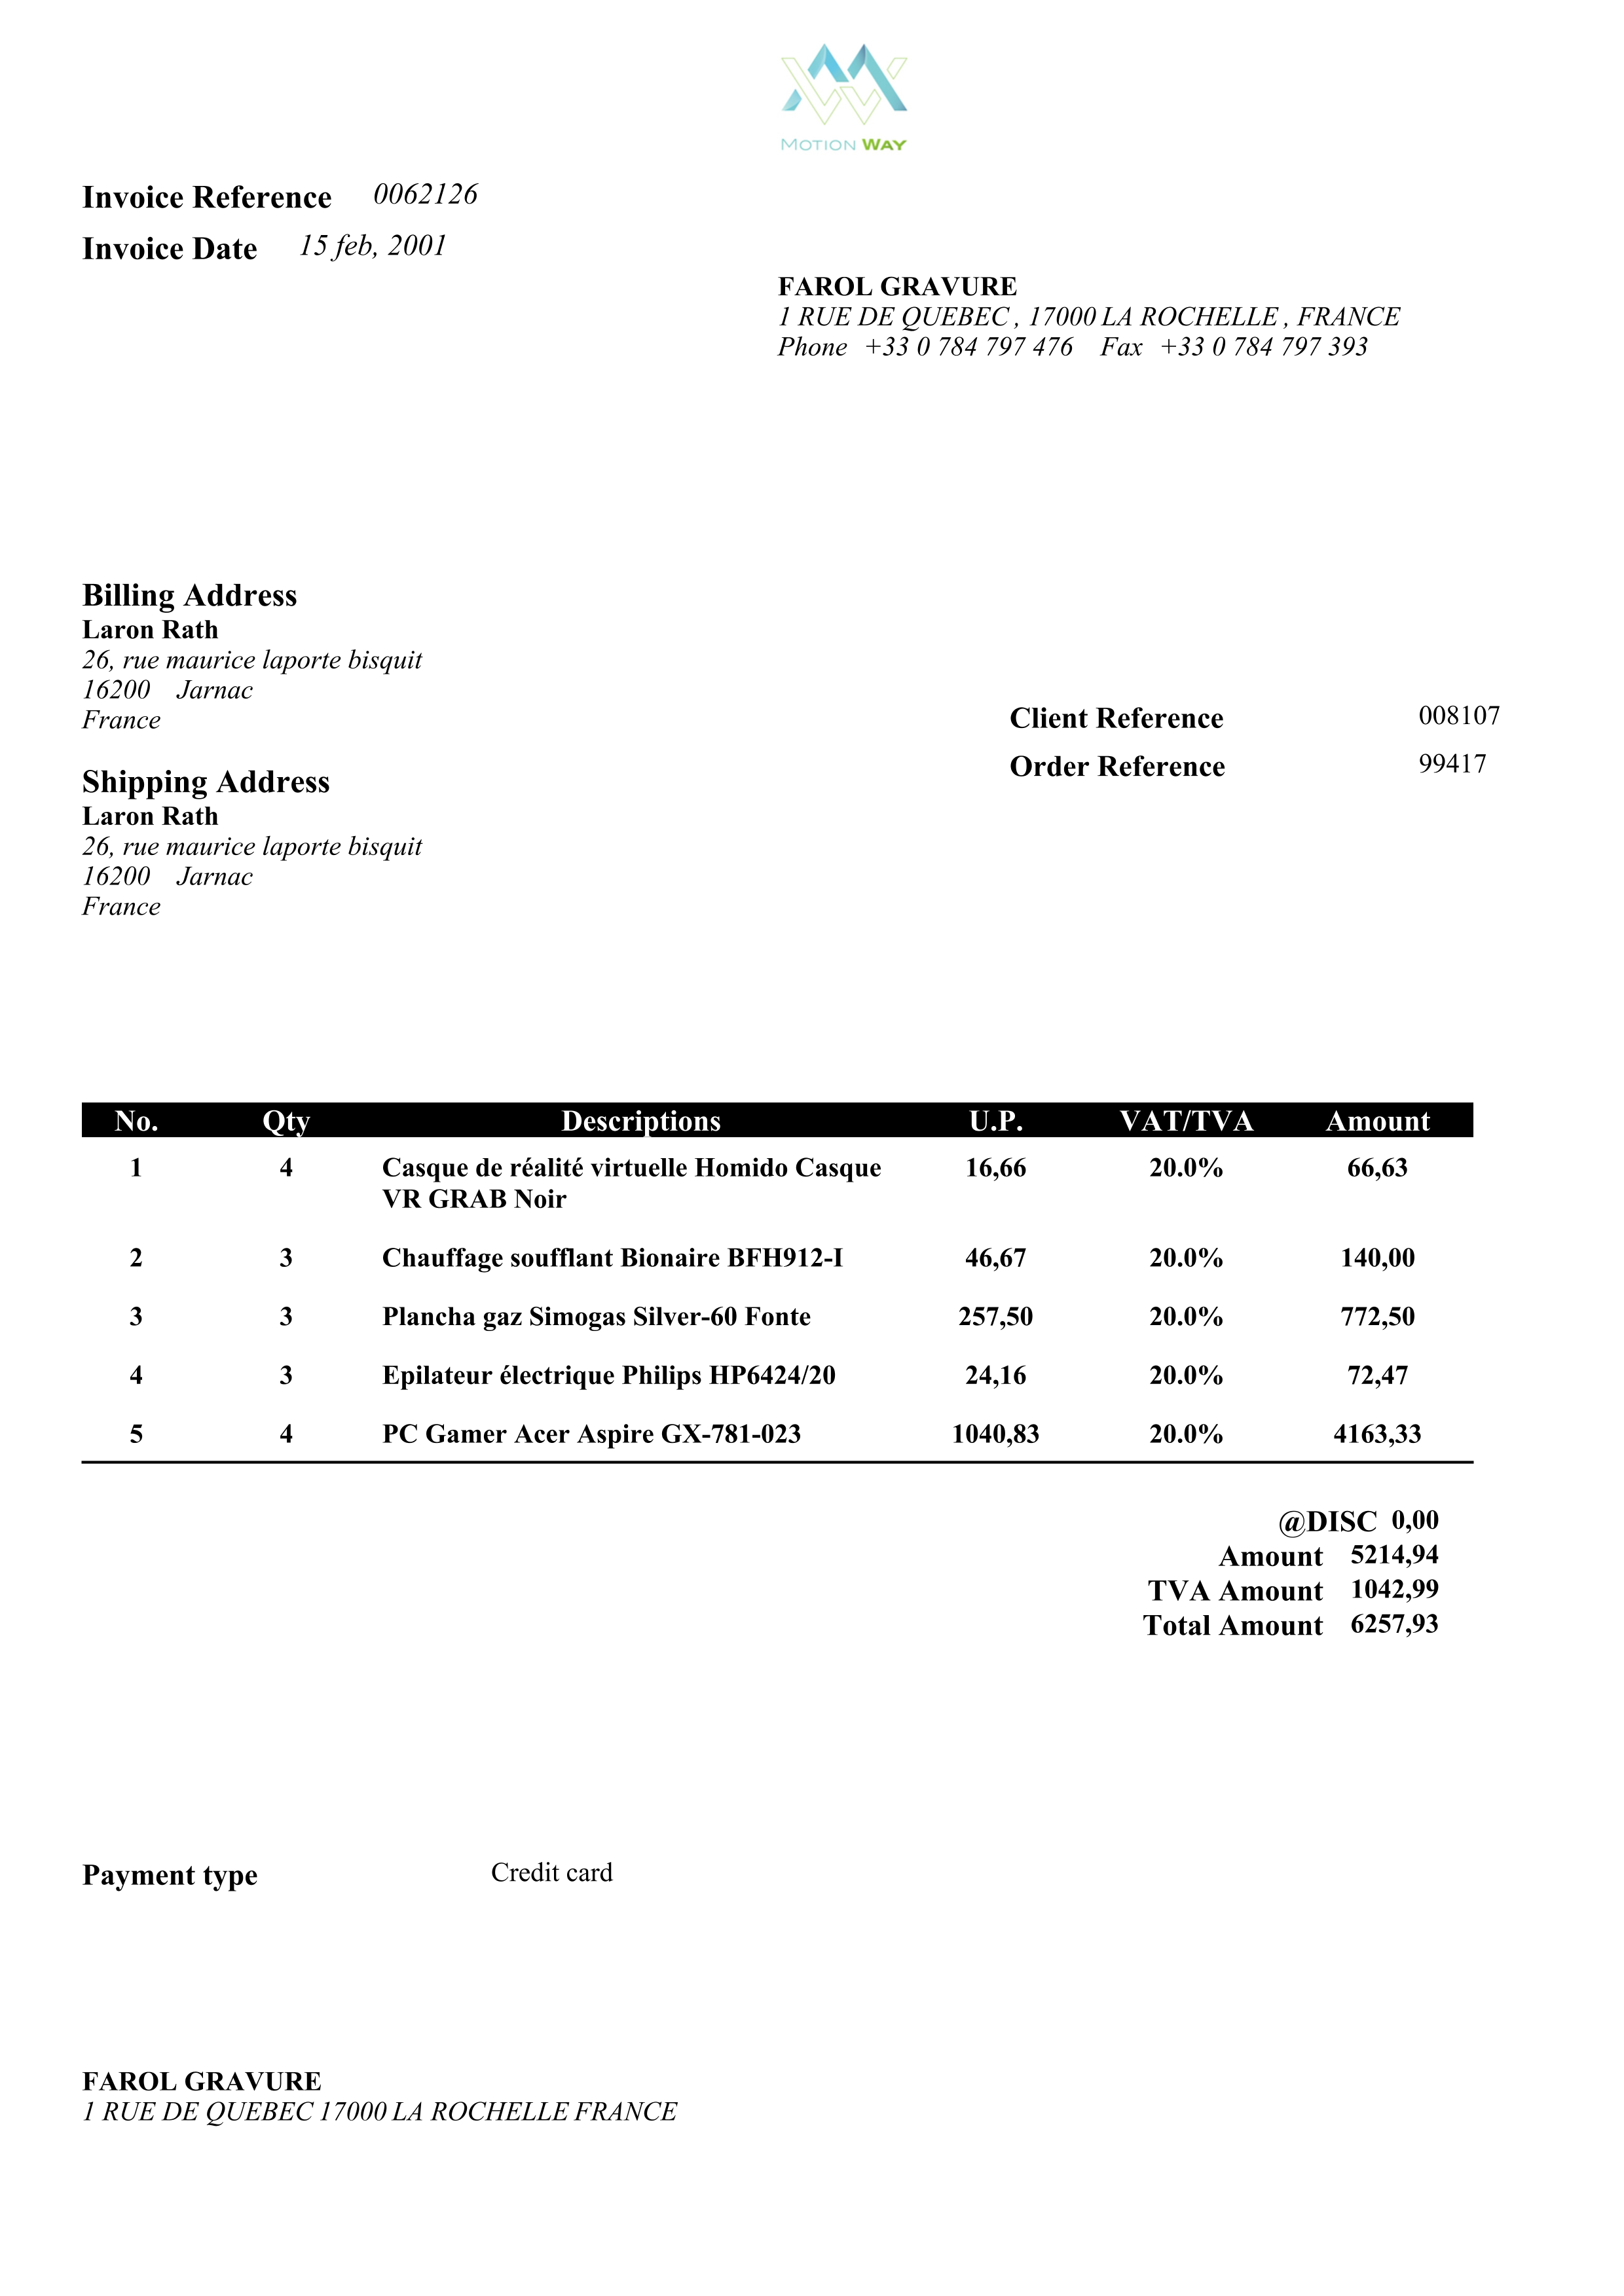 MOTION WAY
Invoice Reference 0062126
Invoice Date 15 feb, 2001
FAROL GRAVURE
1 RUE DE QUEBEC , 17000 LA ROCHELLE , FRANCE
Phone +33 0 784 797 476 Fax +33 0 784 797 393
Billing Address
Laron Rath
26, rue maurice laporte bisquit
16200 Jarnac
France
Client Reference 008107
Order Reference 99417
Shipping Address
Laron Rath
26, rue maurice laporte bisquit
16200 Jarnac
France
No. Qty Descriptions U.P. VAT/TVA Amount
1 4 Casque de réalité virtuelle Homido Casque 16,66 20.0% 66,63
VR GRAB Noir
2 3 Chauffage soufflant Bionaire BFH912-I 46,67 20.0% 140,00
3 3 Plancha gaz Simogas Silver-60 Fonte 257,50 20.0% 772,50
4 3 Epilateur électrique Philips HP6424/20 24,16 20.0% 72,47
5 4 PC Gamer Acer Aspire GX-781-023 1040,83 20.0% 4163,33
@DISC 0,00
Amount 5214,94
TVA Amount 1042,99
Total Amount 6257,93
Payment type Credit card
FAROL GRAVURE
1 RUE DE QUEBEC 17000 LA ROCHELLE FRANCE